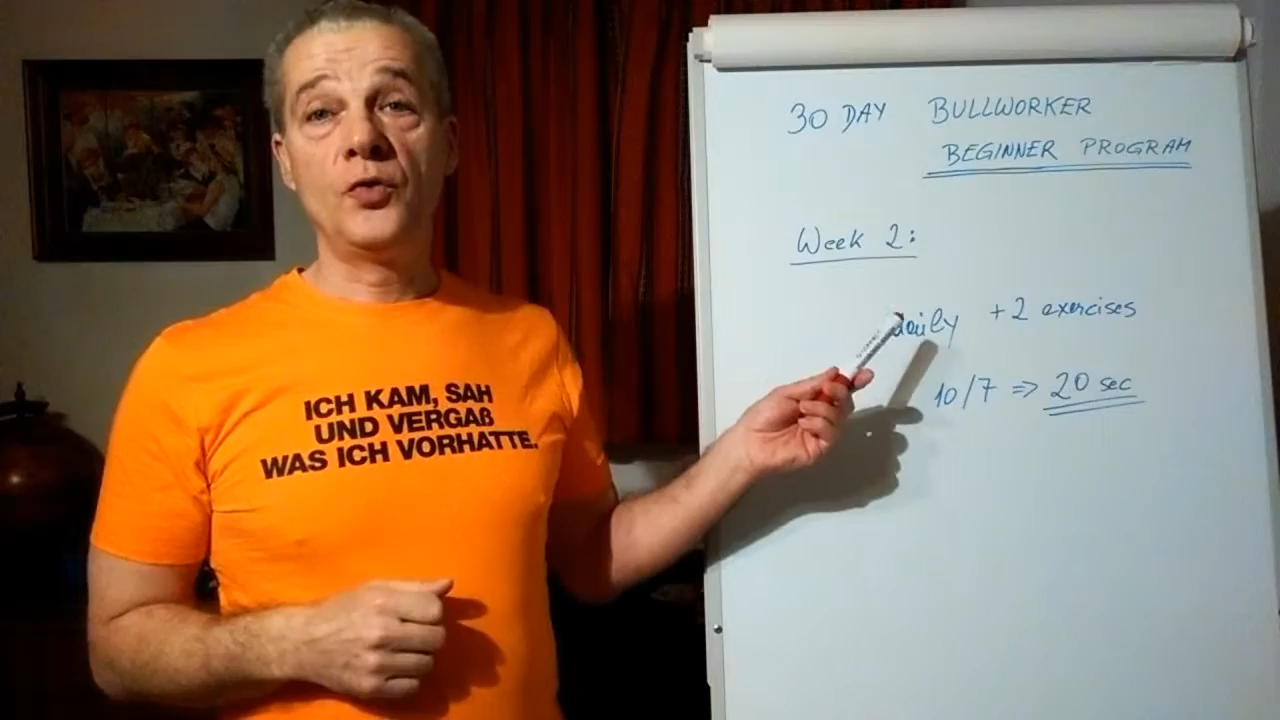 30 DAY BULLWORKER
BEGINNER PROGRAM
Week 2:
daily + 2 exercises
10/7 ⇒ 20 sec
ICH KAM, SAH
UND VERGAß
WAS ICH VORHATTE.